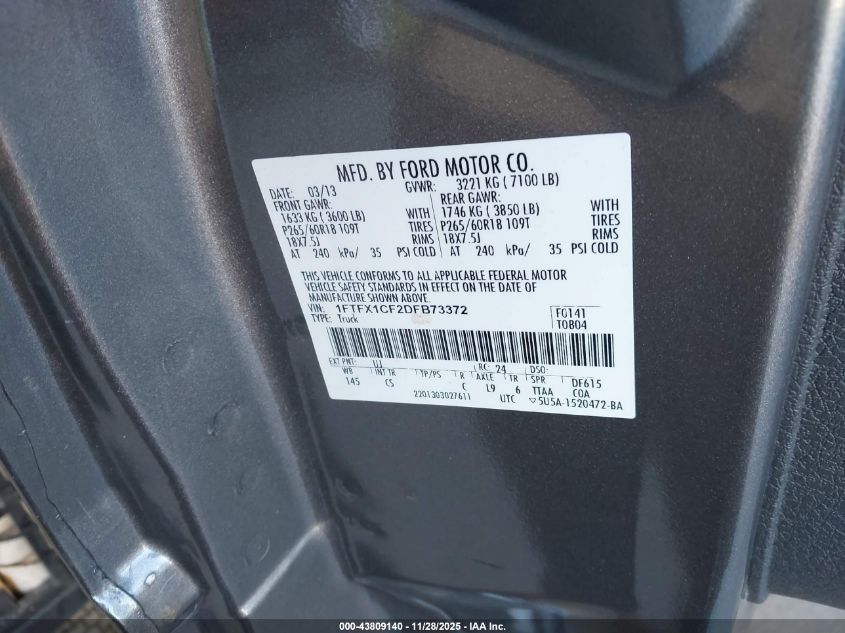 MFD. BY FORD MOTOR CO.
DATE: 03/13 GVWR: 3221 KG ( 7100 LB)
FRONT GAWR: REAR GAWR:
1633 KG ( 3600 LB) WITH 1746 KG ( 3850 LB) WITH
P265/60R18 109T TIRES P265/60R18 109T TIRES
18X7.5J RIMS 18X7.5J RIMS
AT 240 kPa/ 35 PSI COLD AT 240 kPa/ 35 PSI COLD
THIS VEHICLE CONFORMS TO ALL APPLICABLE FEDERAL MOTOR
VEHICLE SAFETY STANDARDS IN EFFECT ON THE DATE OF
MANUFACTURE SHOWN ABOVE.
VIN: 1FTFX1CF2DFB73372 F0141
TYPE: Truck T0804
EXT PNT: UJ RC: 24 DSO:
WB INT TR TP/PS R AXLE TR SPR DF615
145 CS C L9 6 TTAA COA
2201303027611 UTC 5U5A-1520472-BA
000-43809140 - 11/28/2025 - IAA Inc.